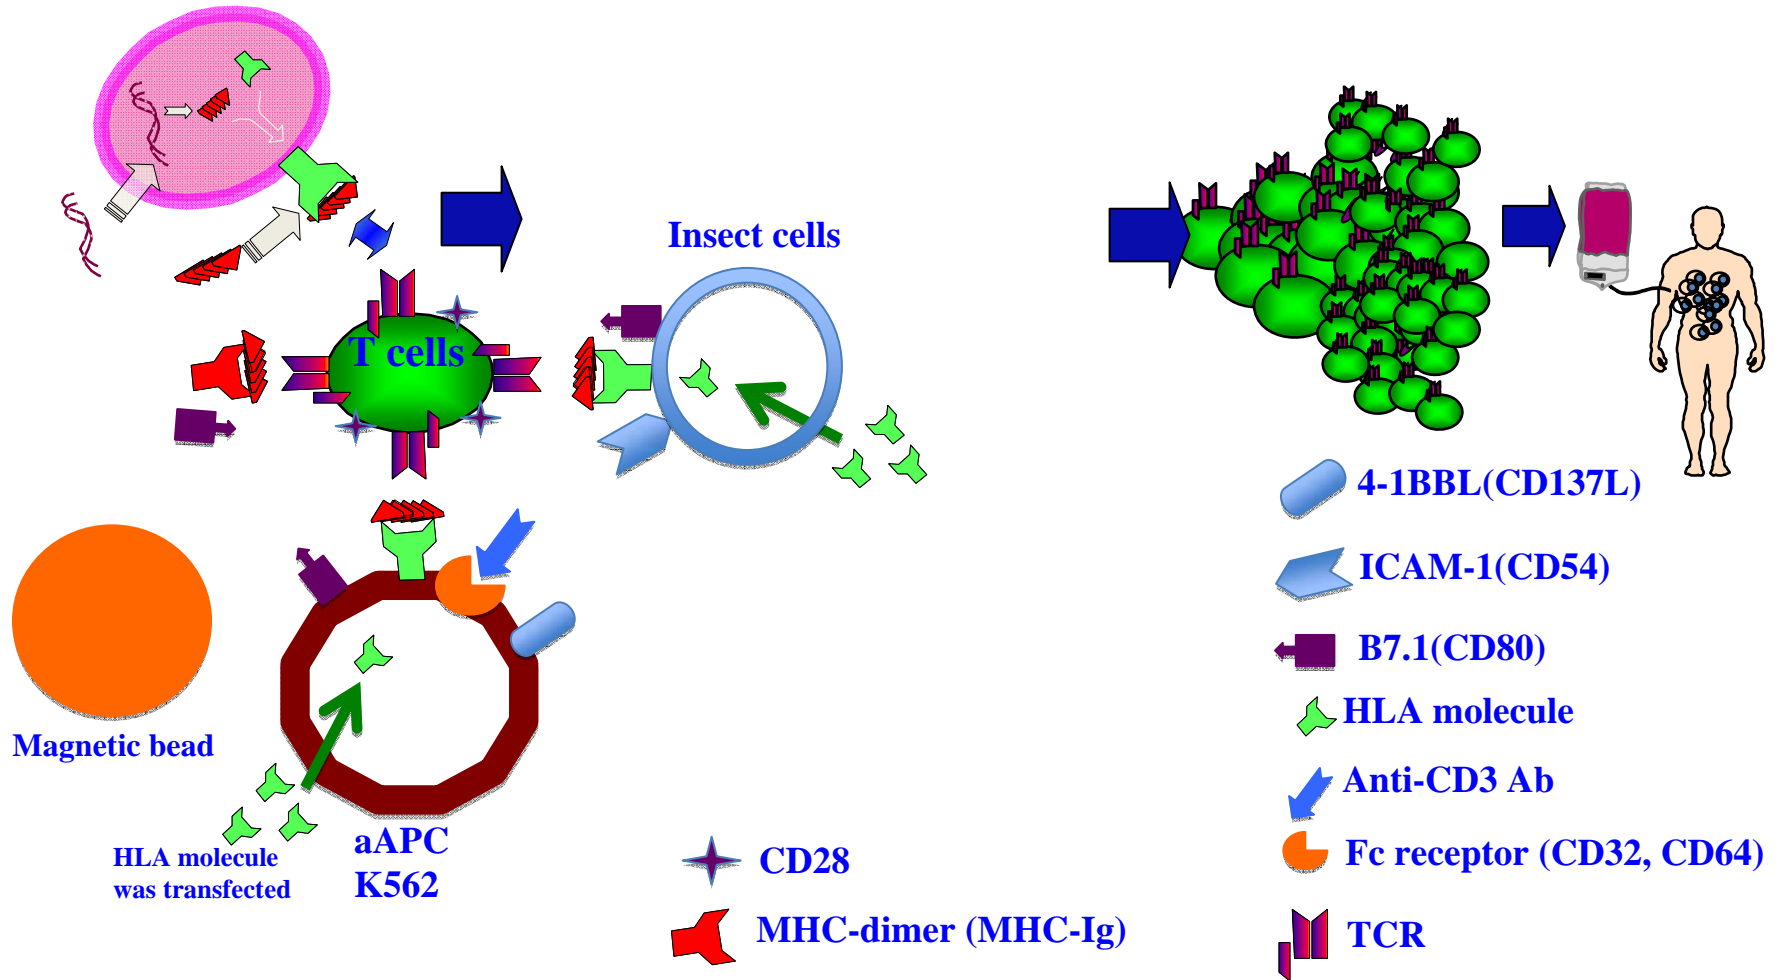 Insect cells
T cells
Magnetic bead
HLA molecule
was transfected
aAPC
K562
CD28
MHC-dimer (MHC-Ig)
4-1BBL(CD137L)
ICAM-1(CD54)
B7.1(CD80)
HLA molecule
Anti-CD3 Ab
Fc receptor (CD32, CD64)
TCR